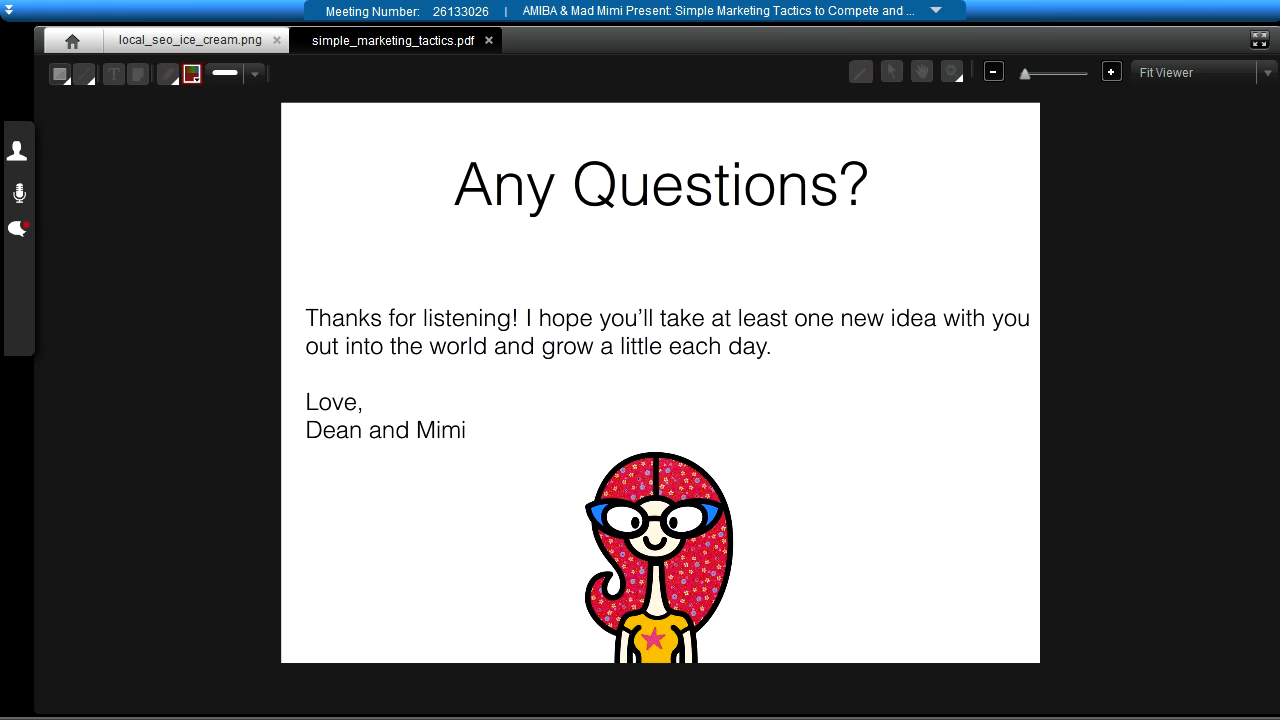 Meeting Number: 26133026 | AMIBA & Mad Mimi Present: Simple Marketing Tactics to Compete and ...
local_seo_ice_cream.png
simple_marketing_tactics.pdf
T
Fit Viewer
Any Questions?
Thanks for listening! I hope you’ll take at least one new idea with you
out into the world and grow a little each day.
Love,
Dean and Mimi